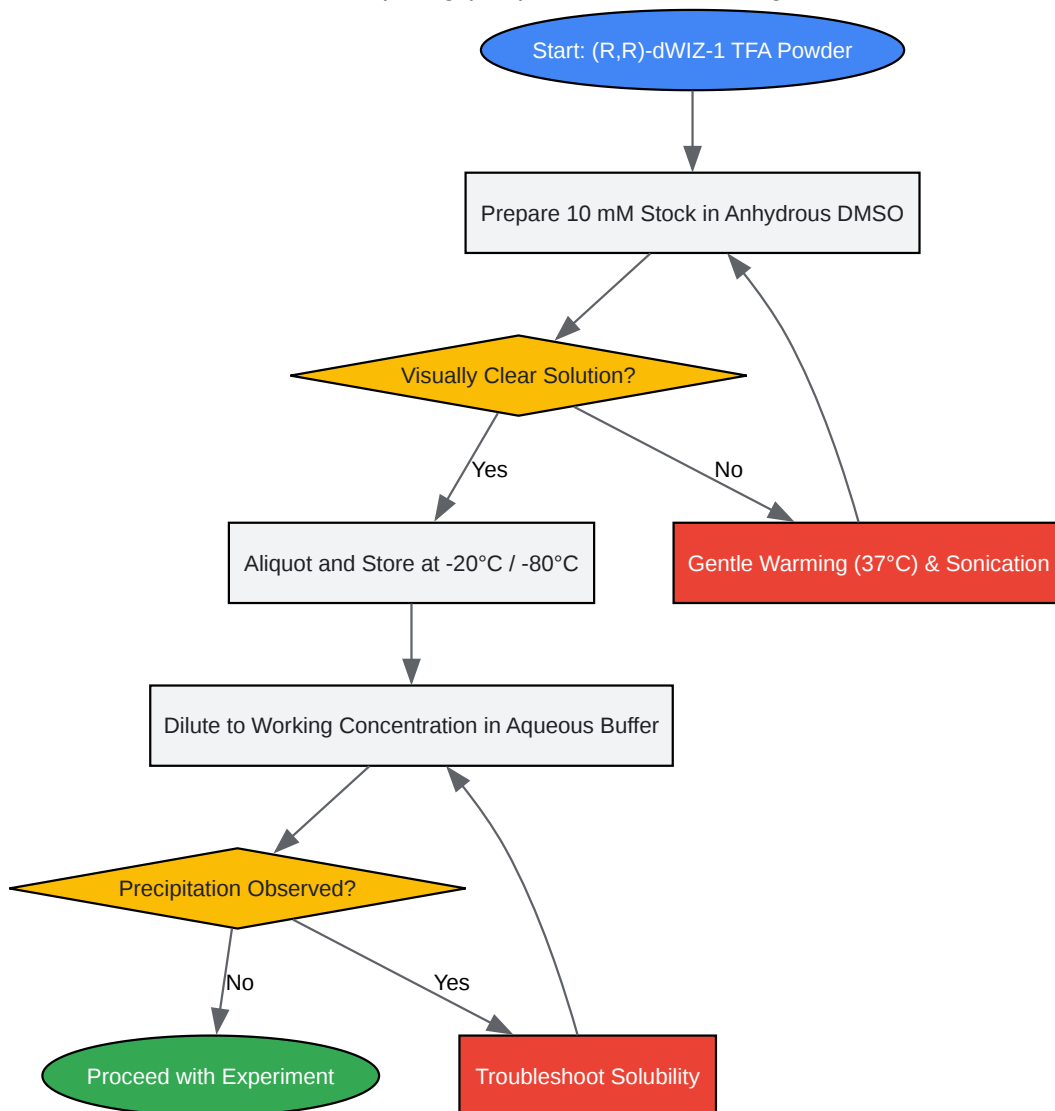 Start: (R,R)-dWIZ-1 TFA Powder
Prepare 10 mM Stock in Anhydrous DMSO
Visually Clear Solution?
Yes
No
Aliquot and Store at -20°C / -80°C
Gentle Warming (37°C) & Sonication
Dilute to Working Concentration in Aqueous Buffer
Precipitation Observed?
No
Yes
Proceed with Experiment
Troubleshoot Solubility